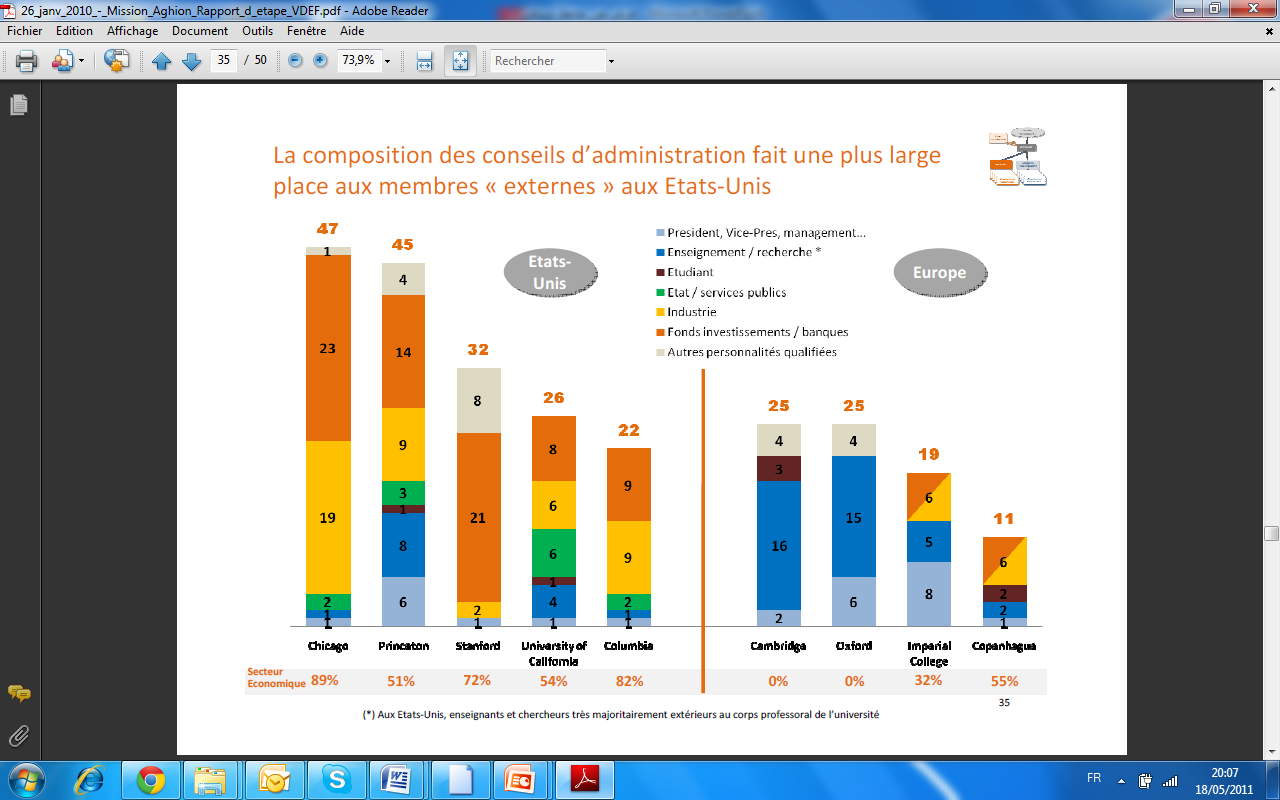 26_janv_2010_-_Mission_Aghion_Rapport_d_etape_VDEF.pdf - Adobe Reader
Fichier Edition Affichage Document Outils Fenêtre Aide
35 / 50 73,9% Rechercher
La composition des conseils d’administration fait une plus large
place aux membres « externes » aux Etats-Unis
Etats-
Unis
Europe
President, Vice-Pres, management...
Enseignement / recherche *
Etudiant
Etat / services publics
Industrie
Fonds investissements / banques
Autres personnalités qualifiées
47
1
23
19
2
1
1
45
4
14
9
3
1
8
6
32
8
21
2
1
26
8
6
6
1
4
1
22
9
9
2
1
1
25
4
3
16
2
25
4
15
6
19
6
5
8
11
6
2
2
1
Chicago Princeton Stanford University of Columbia Cambridge Oxford Imperial Copenhague
California College
Secteur
Economique 89% 51% 72% 54% 82% 0% 0% 32% 55%
35
(*) Aux Etats-Unis, enseignants et chercheurs très majoritairement extérieurs au corps professoral de l’université
FR
20:07
18/05/2011